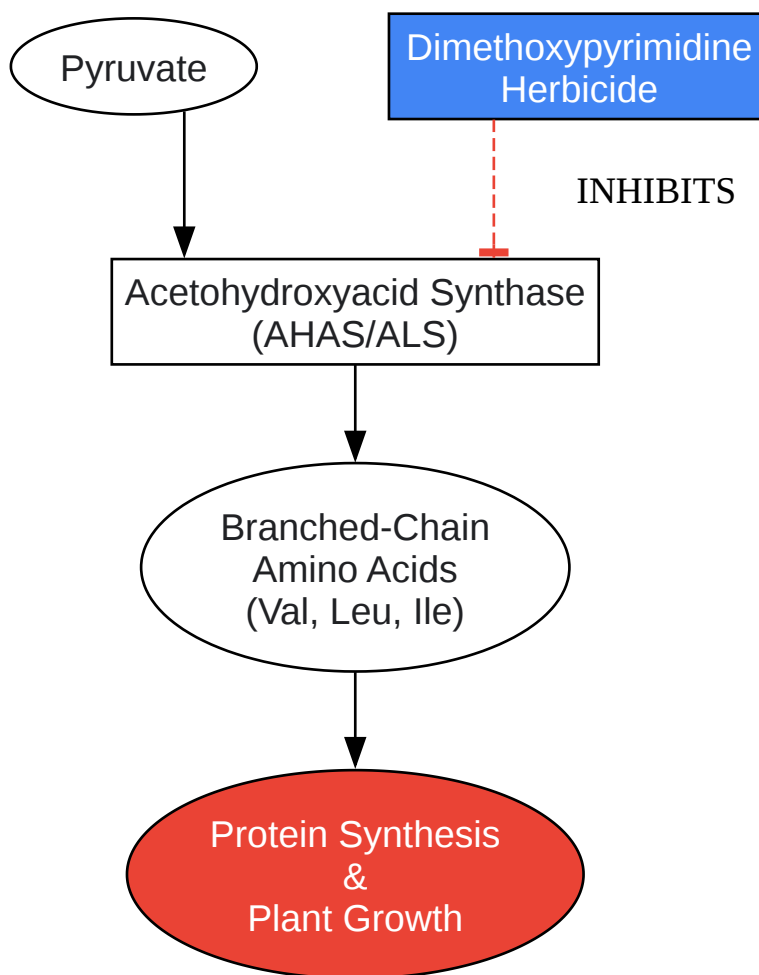 Pyruvate
Dimethoxypyrimidine
Herbicide
INHIBITS
Acetohydroxyacid Synthase
(AHAS/ALS)
Branched-Chain
Amino Acids
(Val, Leu, Ile)
Protein Synthesis
&
Plant Growth